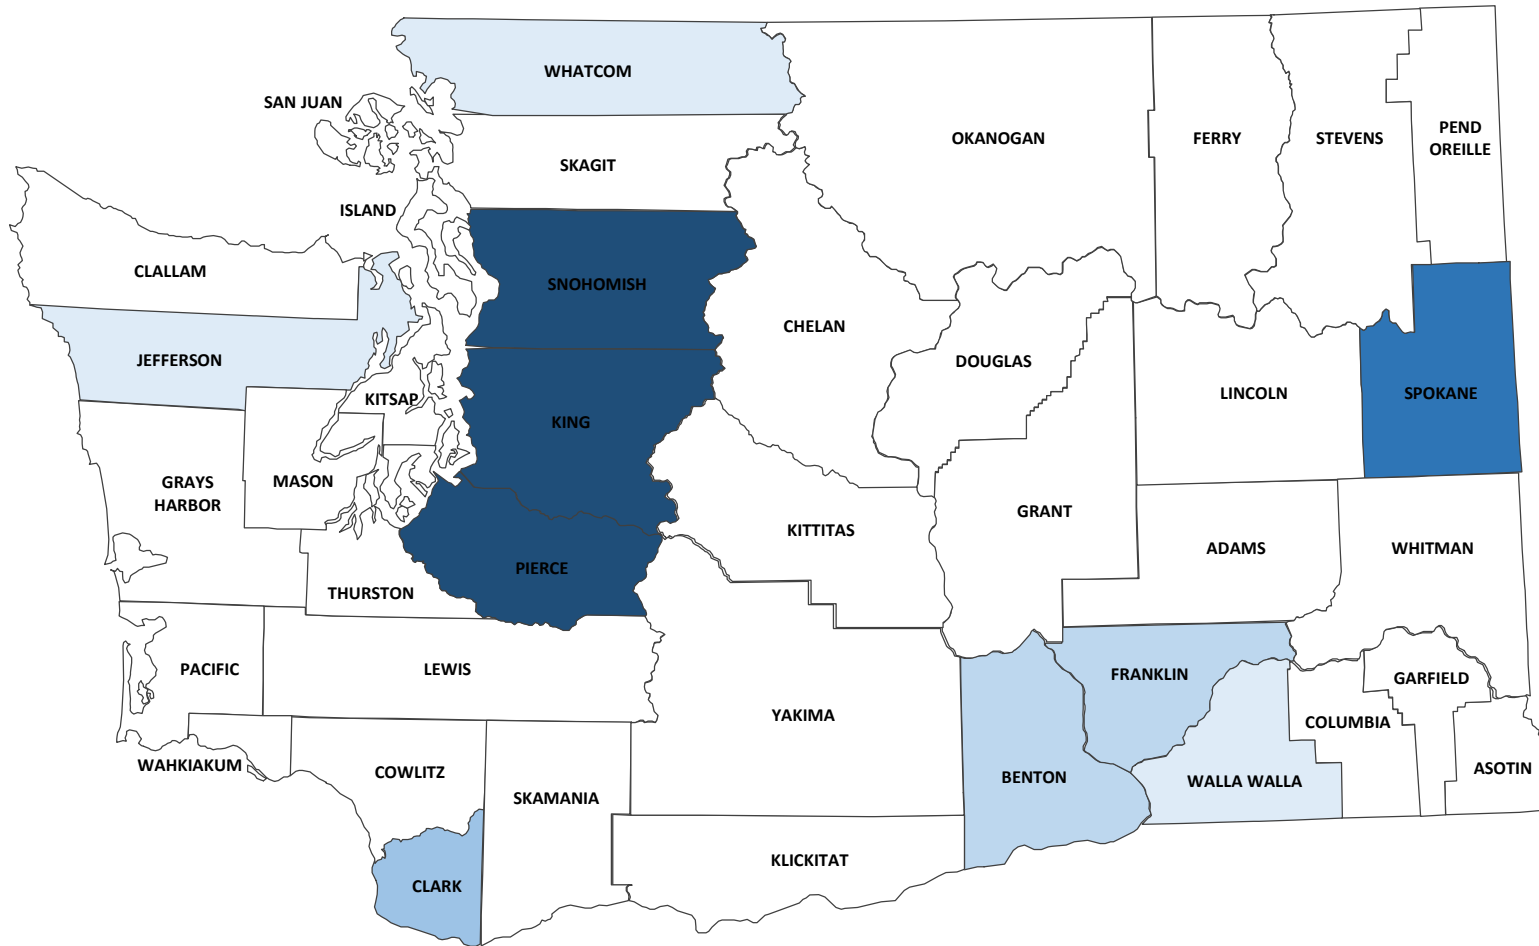 WHATCOM
SAN JUAN
OKANOGAN
FERRY
STEVENS
PEND
OREILLE
SKAGIT
ISLAND
CLALLAM
SNOHOMISH
CHELAN
JEFFERSON
DOUGLAS
KITSAP
LINCOLN
SPOKANE
KING
GRAYS
HARBOR
MASON
GRANT
KITTITAS
ADAMS
WHITMAN
PIERCE
THURSTON
PACIFIC
LEWIS
FRANKLIN
GARFIELD
YAKIMA
COLUMBIA
WAHKIAKUM
COWLITZ
BENTON
WALLA WALLA
ASOTIN
SKAMANIA
KLICKITAT
CLARK